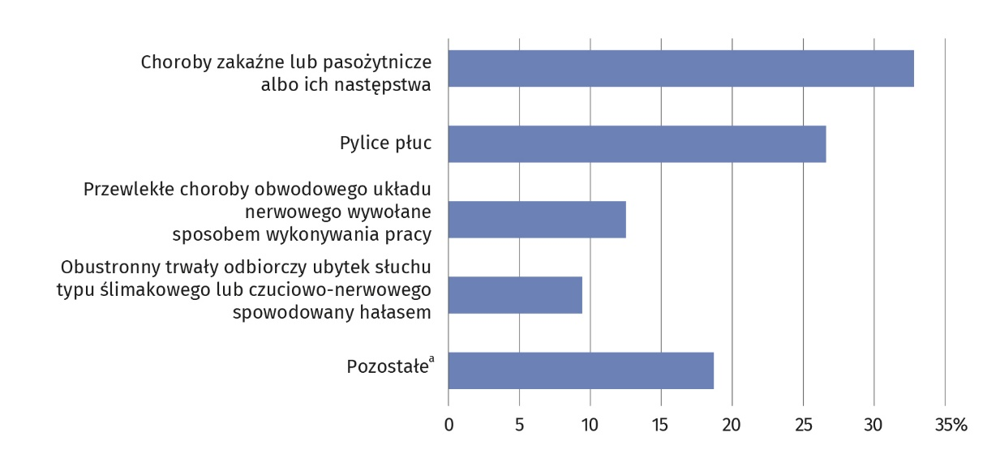 Choroby zakaźne lub pasożytnicze
albo ich następstwa
Pylice płuc
Przewlekłe choroby obwodowego układu
nerwowego wywołane
sposobem wykonywania pracy
Obustronny trwały odbiorczy ubytek słuchu
typu ślimakowego lub czuciowo-nerwowego
spowodowany hałasem
Pozostałeª
0 5 10 15 20 25 30 35%